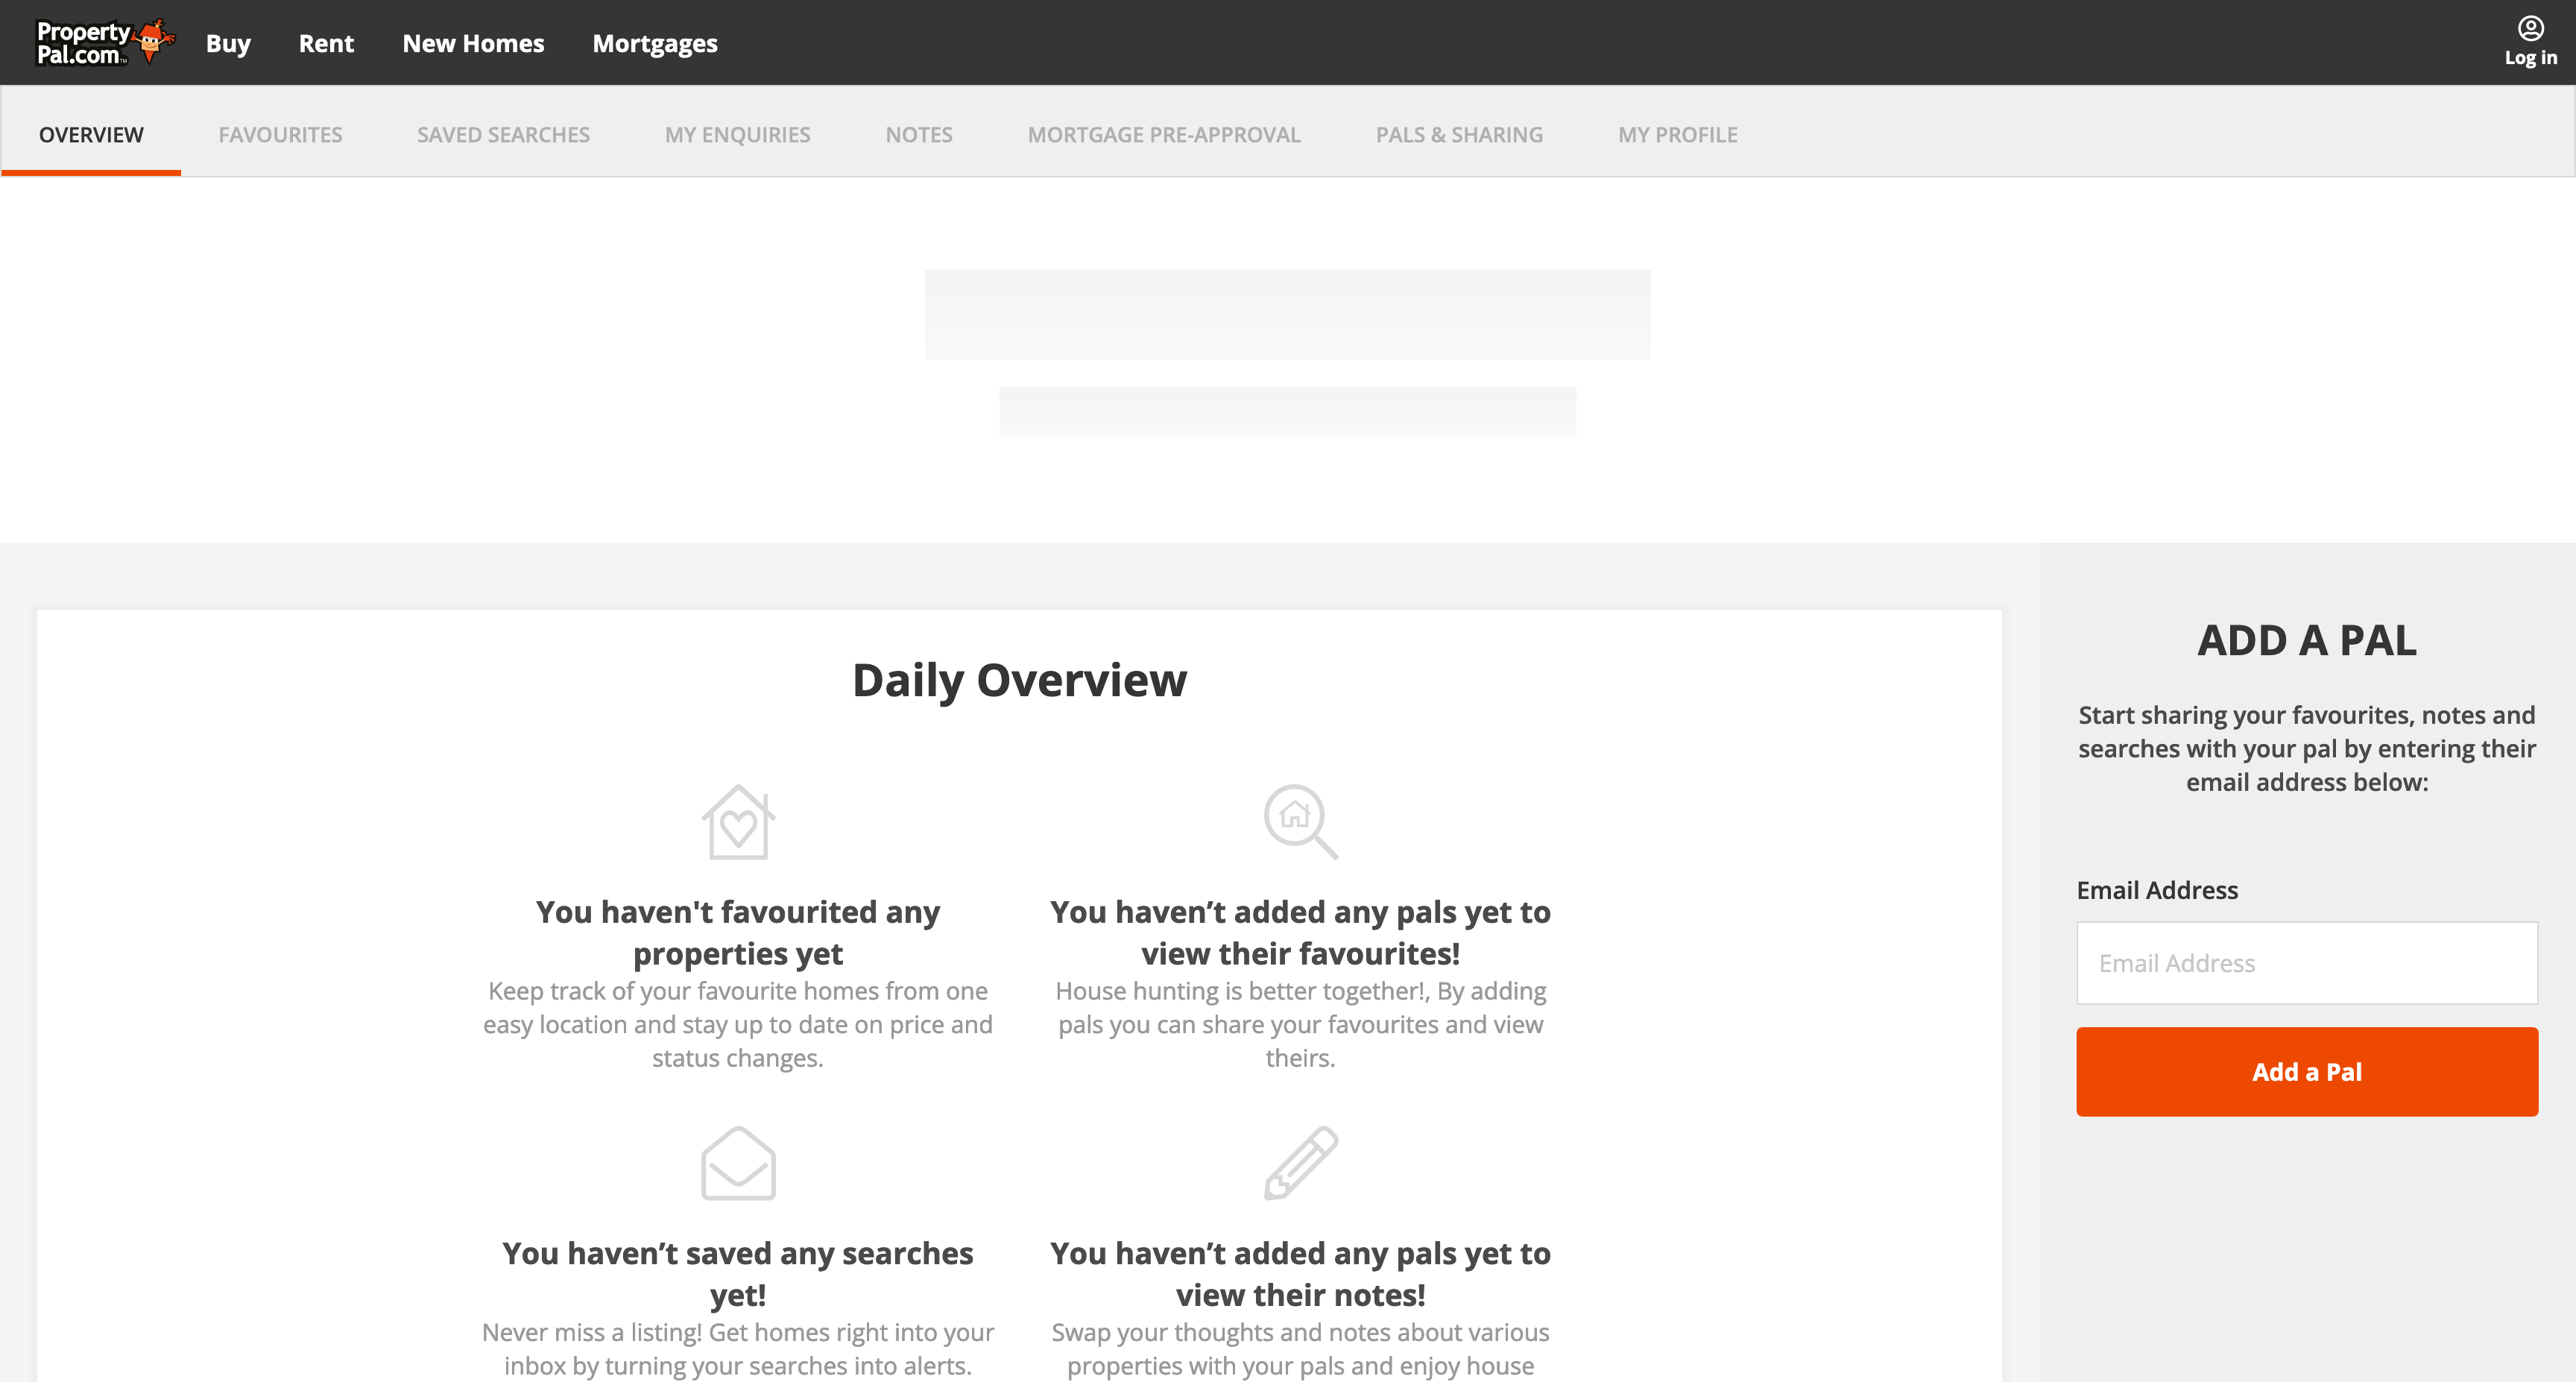 Property
Pal.com™
Buy
Rent
New Homes
Mortgages
Log in
OVERVIEW
FAVOURITES
SAVED SEARCHES
MY ENQUIRIES
NOTES
MORTGAGE PRE-APPROVAL
PALS & SHARING
MY PROFILE
Daily Overview
You haven't favourited any
properties yet
Keep track of your favourite homes from one
easy location and stay up to date on price and
status changes.
You haven’t added any pals yet to
view their favourites!
House hunting is better together!, By adding
pals you can share your favourites and view
theirs.
You haven’t saved any searches
yet!
Never miss a listing! Get homes right into your
inbox by turning your searches into alerts.
You haven’t added any pals yet to
view their notes!
Swap your thoughts and notes about various
properties with your pals and enjoy house
ADD A PAL
Start sharing your favourites, notes and
searches with your pal by entering their
email address below:
Email Address
Email Address
Add a Pal